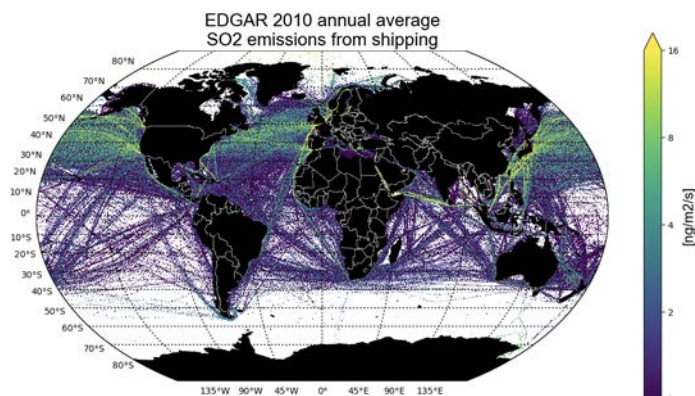 EDGAR 2010 annual average
SO2 emissions from shipping
80°N
70°N
60°N
50°N
40°N
30°N
20°N
10°N
0°
10°S
20°S
30°S
40°S
50°S
60°S
70°S
80°S
135°W 90°W 45°W 0° 45°E 90°E 135°E
16
8
4
2
[ng/m2/s]